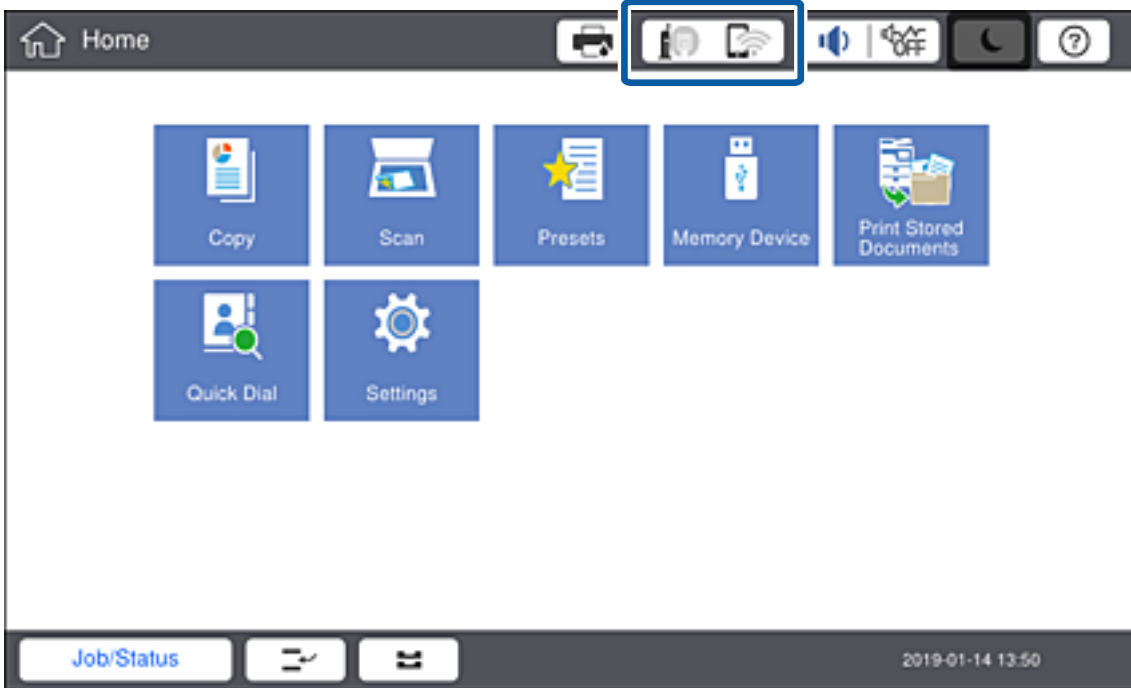 Home
OFF
?
Copy
Scan
Presets
Memory Device
Print Stored
Documents
Quick Dial
Settings
Job/Status
2019-01-14 13:50